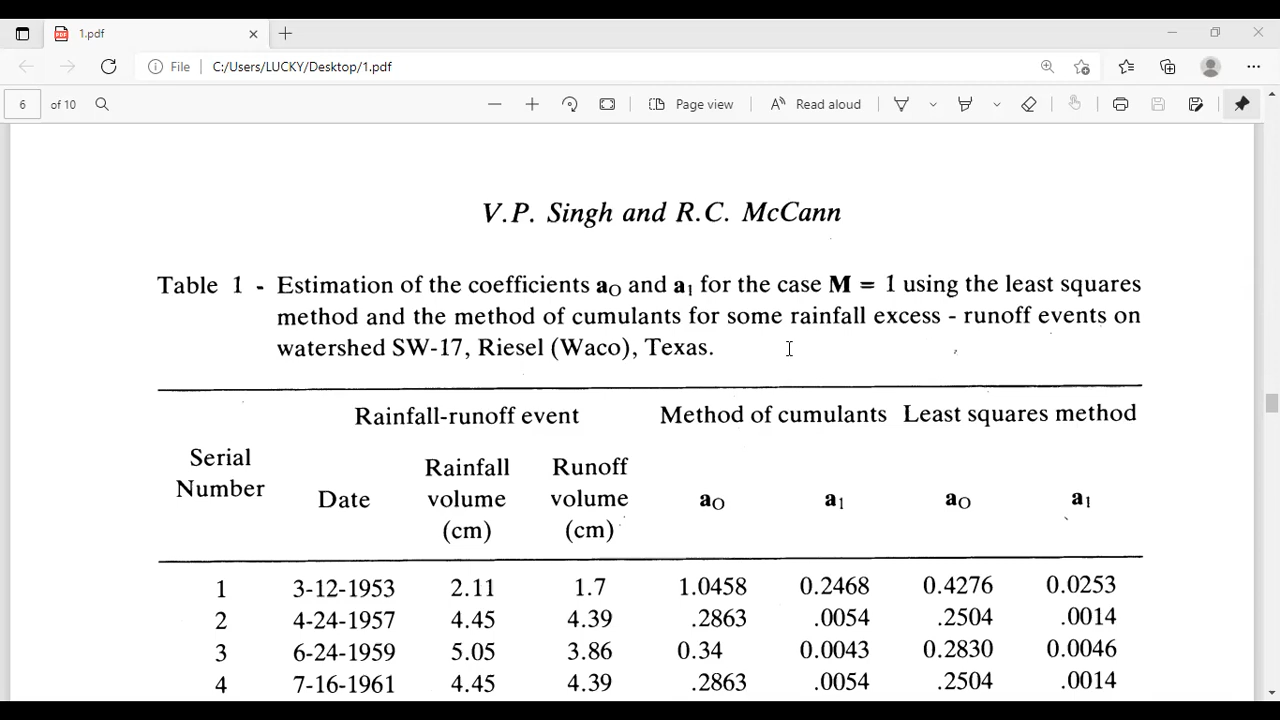 1.pdf
File C:/Users/LUCKY/Desktop/1.pdf
6 of 10 Page view Read aloud
V.P. Singh and R.C. McCann
Table 1 - Estimation of the coefficients aO and a1 for the case M = 1 using the least squares
method and the method of cumulants for some rainfall excess - runoff events on
watershed SW-17, Riesel (Waco), Texas.
Rainfall-runoff event Method of cumulants Least squares method
Serial
Number
Date
Rainfall
volume
(cm)
Runoff
volume
(cm)
aO a1 aO a1
1 3-12-1953 2.11 1.7 1.0458 0.2468 0.4276 0.0253
2 4-24-1957 4.45 4.39 .2863 .0054 .2504 .0014
3 6-24-1959 5.05 3.86 0.34 0.0043 0.2830 0.0046
4 7-16-1961 4.45 4.39 .2863 .0054 .2504 .0014